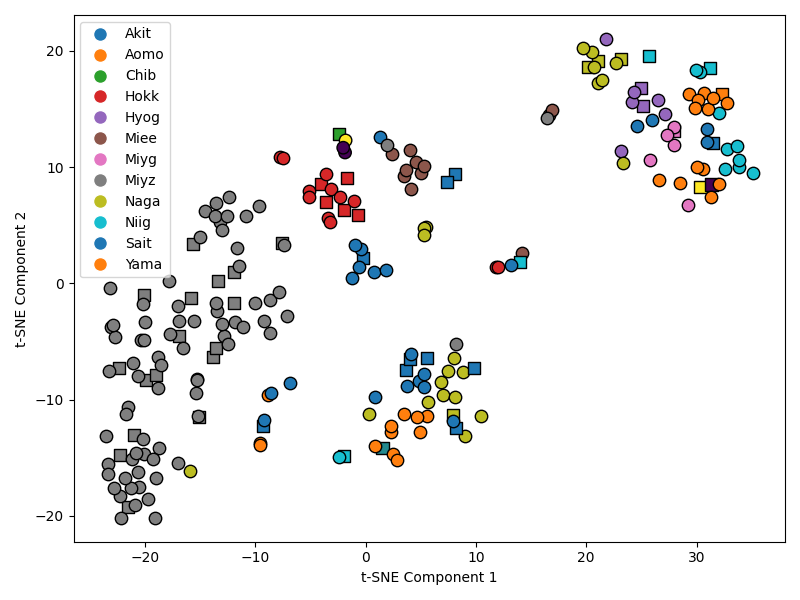 Akit
Aomo
Chib
Hokk
Hyog
Miee
Miyg
Miyz
Naga
Niig
Sait
Yama
20
10
0
−10
−20
−20
−10
0
10
20
30
t-SNE Component 2
t-SNE Component 1